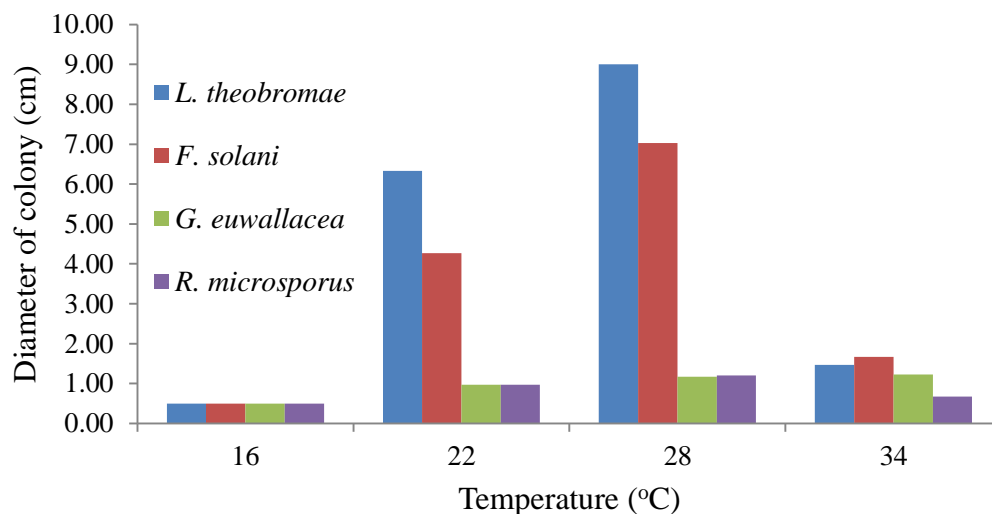 10.00
9.00
8.00
7.00
6.00
5.00
4.00
3.00
2.00
1.00
0.00
Diameter of colony (cm)
L. theobromae
F. solani
G. euwallacea
R. microsporus
16 22 28 34
Temperature (ºC)